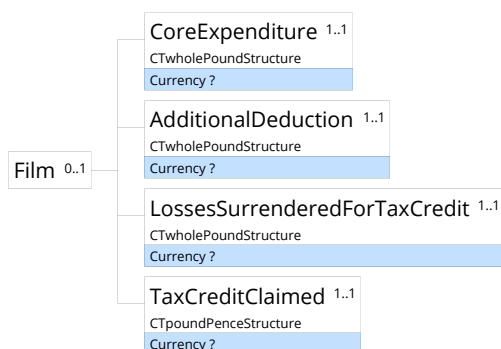 CoreExpenditure 1..1
CTwholePoundStructure
Currency ?
AdditionalDeduction 1..1
CTwholePoundStructure
Currency ?
Film 0..1
LossesSurrenderedForTaxCredit 1..1
CTwholePoundStructure
Currency ?
TaxCreditClaimed 1..1
CTpoundPenceStructure
Currency ?